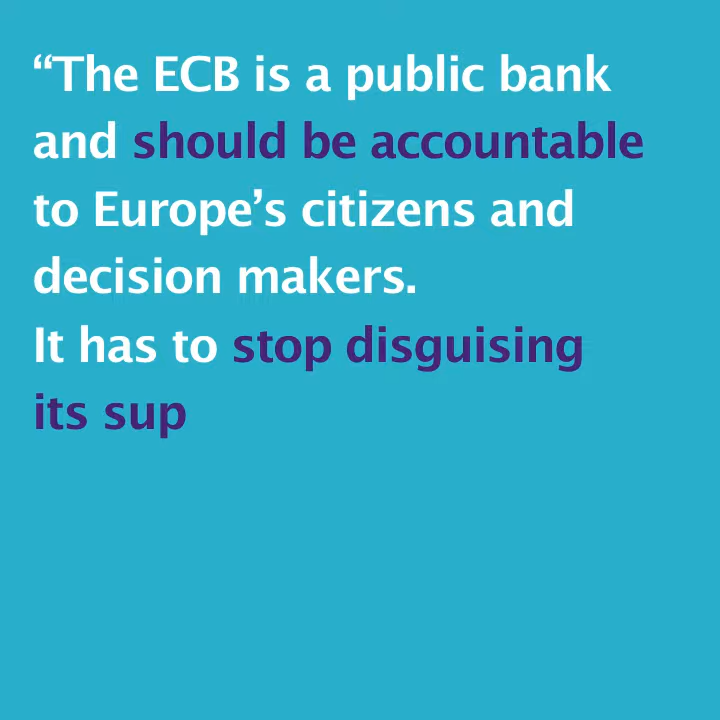 “The ECB is a public bank
and should be accountable
to Europe’s citizens and
decision makers.
It has to stop disguising
its sup